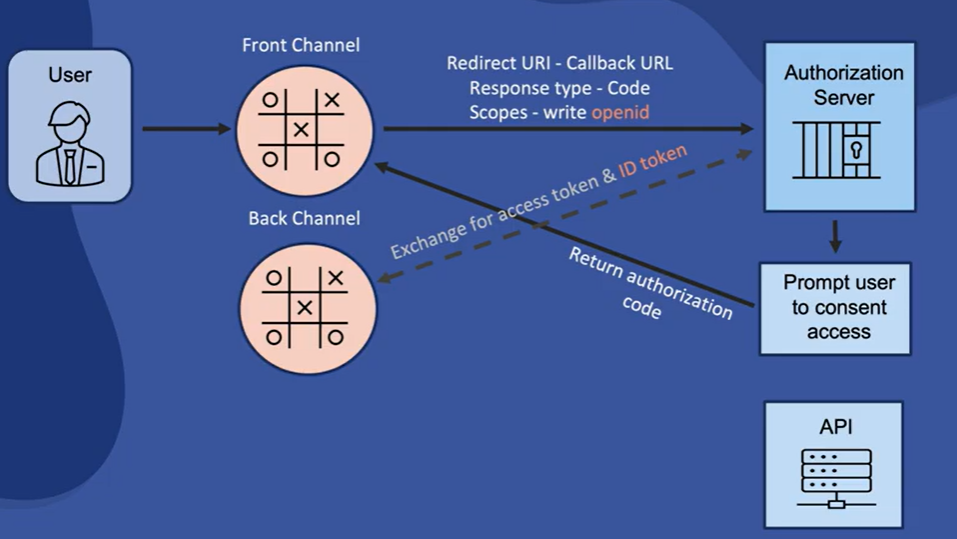 User
Front Channel
Redirect URI - Callback URL
Response type - Code
Scopes - write openid
Authorization
Server
Exchange for access token & ID token
Back Channel
Return authorization
code
Prompt user
to consent
access
API